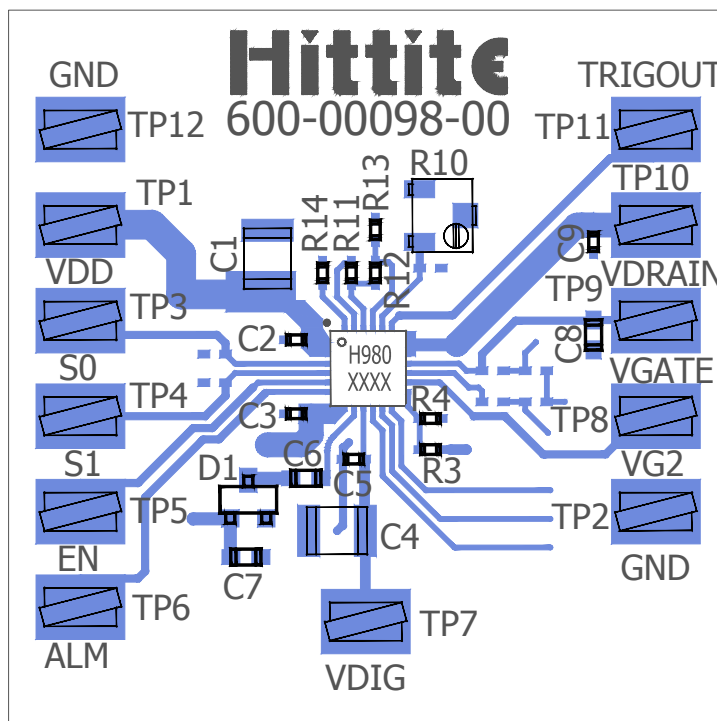 Hittite
600-00098-00
GND
TP12
TRIGOUT
TP11
R10
R13
R14
R11
R12
TP1
VDD
C1
TP10
C9
VDRAIN
TP3
S0
C2
H980
XXXX
TP9
C8
VGATE
TP4
S1
C3
R4
R3
TP8
VG2
D1
C6
C5
C4
C7
TP5
EN
TP2
GND
TP6
ALM
TP7
VDIG